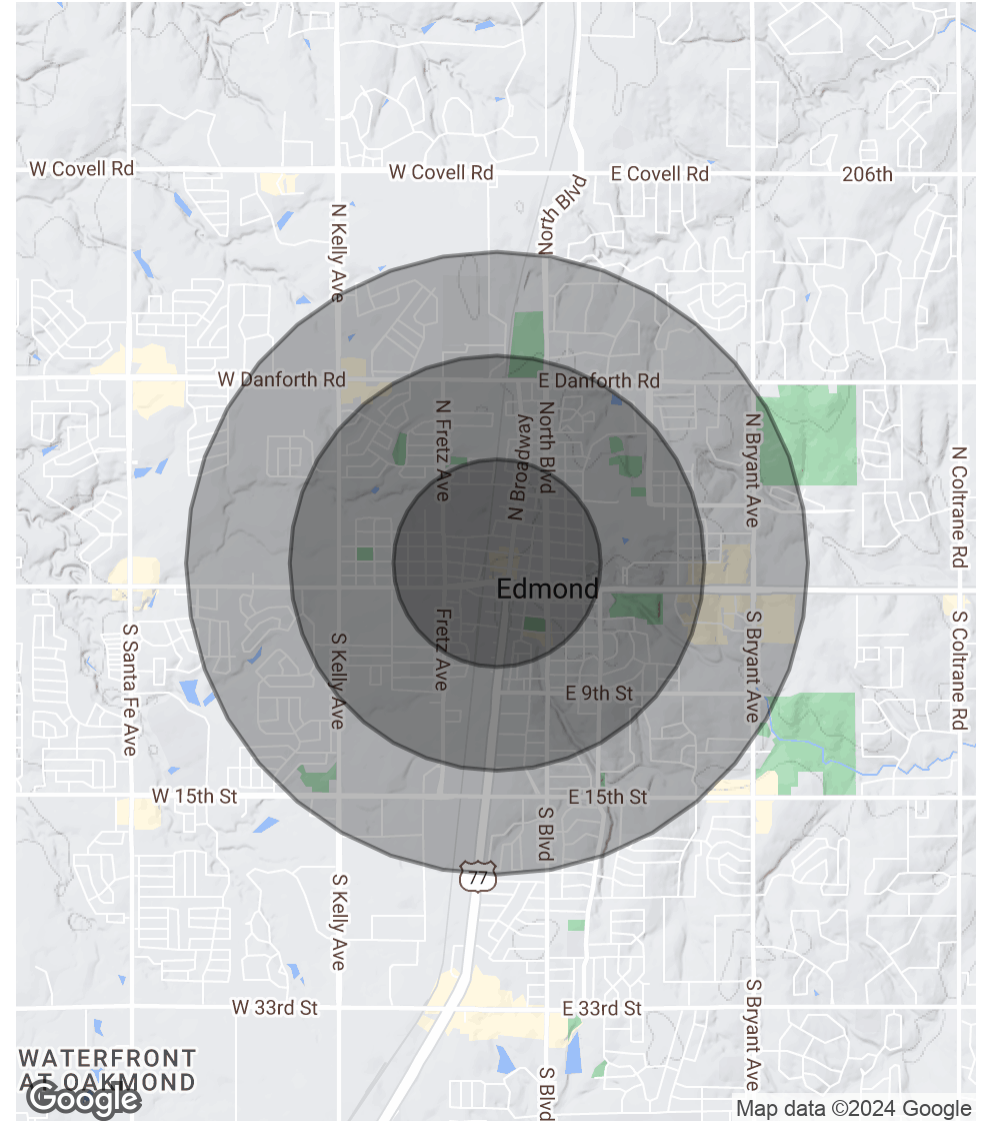 W Covell Rd
W Covell Rd
E Covell Rd
206th
North Blvd
N Kelly Ave
W Danforth Rd
E Danforth Rd
N Fretz Ave
N Broadway
North Blvd
N Bryant Ave
N Coltrane Rd
Edmond
S Santa Fe Ave
S Kelly Ave
Fretz Ave
E 9th St
S Bryant Ave
S Coltrane Rd
W 15th St
E 15th St
S Blvd
77
S Kelly Ave
W 33rd St
E 33rd St
S Bryant Ave
S Blvd
WATERFRONT
AT OAKMOND
Google
Map data ©2024 Google